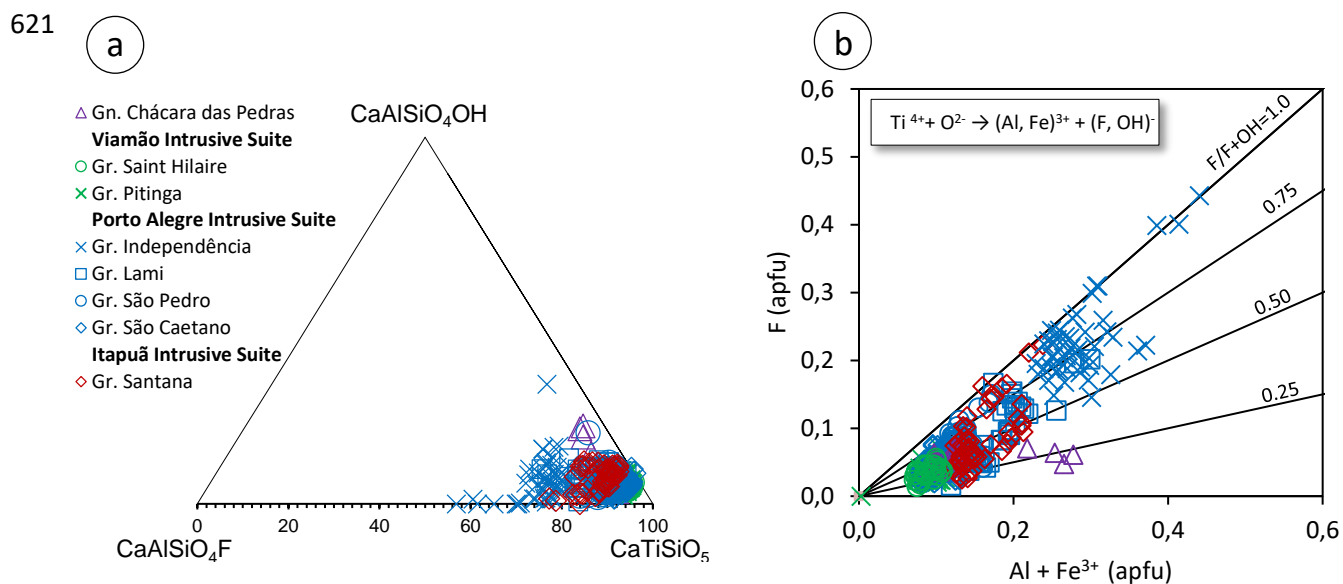 621
a
Gn. Chácara das Pedras
Viamão Intrusive Suite
Gr. Saint Hilaire
Gr. Pitinga
Porto Alegre Intrusive Suite
Gr. Independência
Gr. Lami
Gr. São Pedro
Gr. São Caetano
Itapuã Intrusive Suite
Gr. Santana
CaAlSiO₄OH
0 20 40 60 80 100
CaAlSiO₄F CaTiSiO₅
b
Ti ⁴⁺+ O²⁻ → (Al, Fe)³⁺ + (F, OH)⁻
F/F+OH=1.0
0.75
0.50
0.25
F (apfu)
0,6
0,5
0,4
0,3
0,2
0,1
0,0
0,0 0,2 0,4 0,6
Al + Fe³⁺ (apfu)